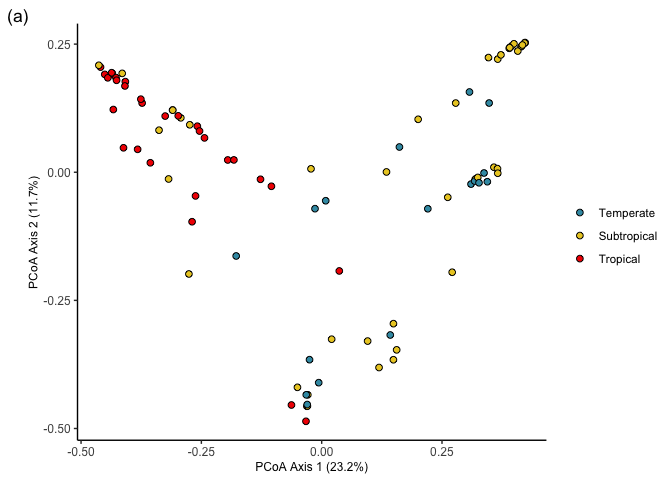 (a)
0.25
0.00
-0.25
-0.50
PCoA Axis 2 (11.7%)
-0.50
-0.25
0.00
0.25
PCoA Axis 1 (23.2%)
Temperate
Subtropical
Tropical